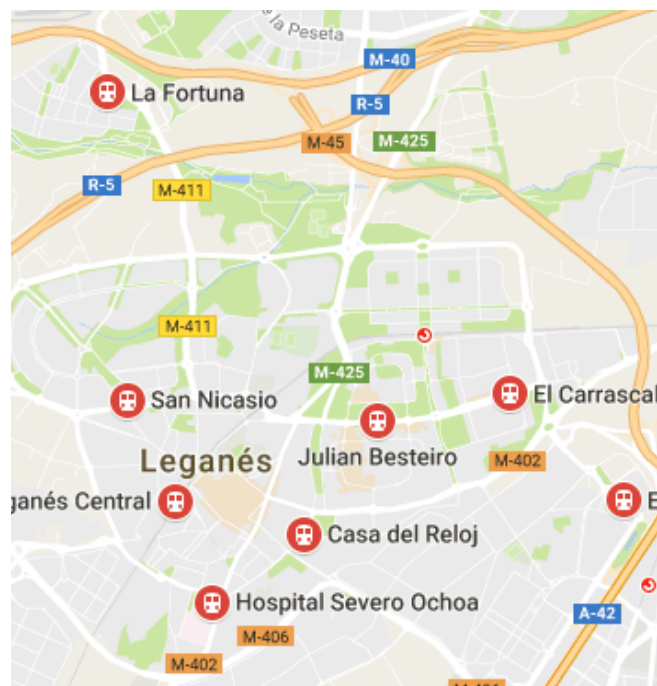 la Peseta
M-40
La Fortuna
R-5
M-45
M-425
R-5
M-411
M-411
M-425
San Nicasio
El Carrascal
Julian Besteiro
Leganés
M-402
ganés Central
E
Casa del Reloj
Hospital Severo Ochoa
A-42
M-406
M-402